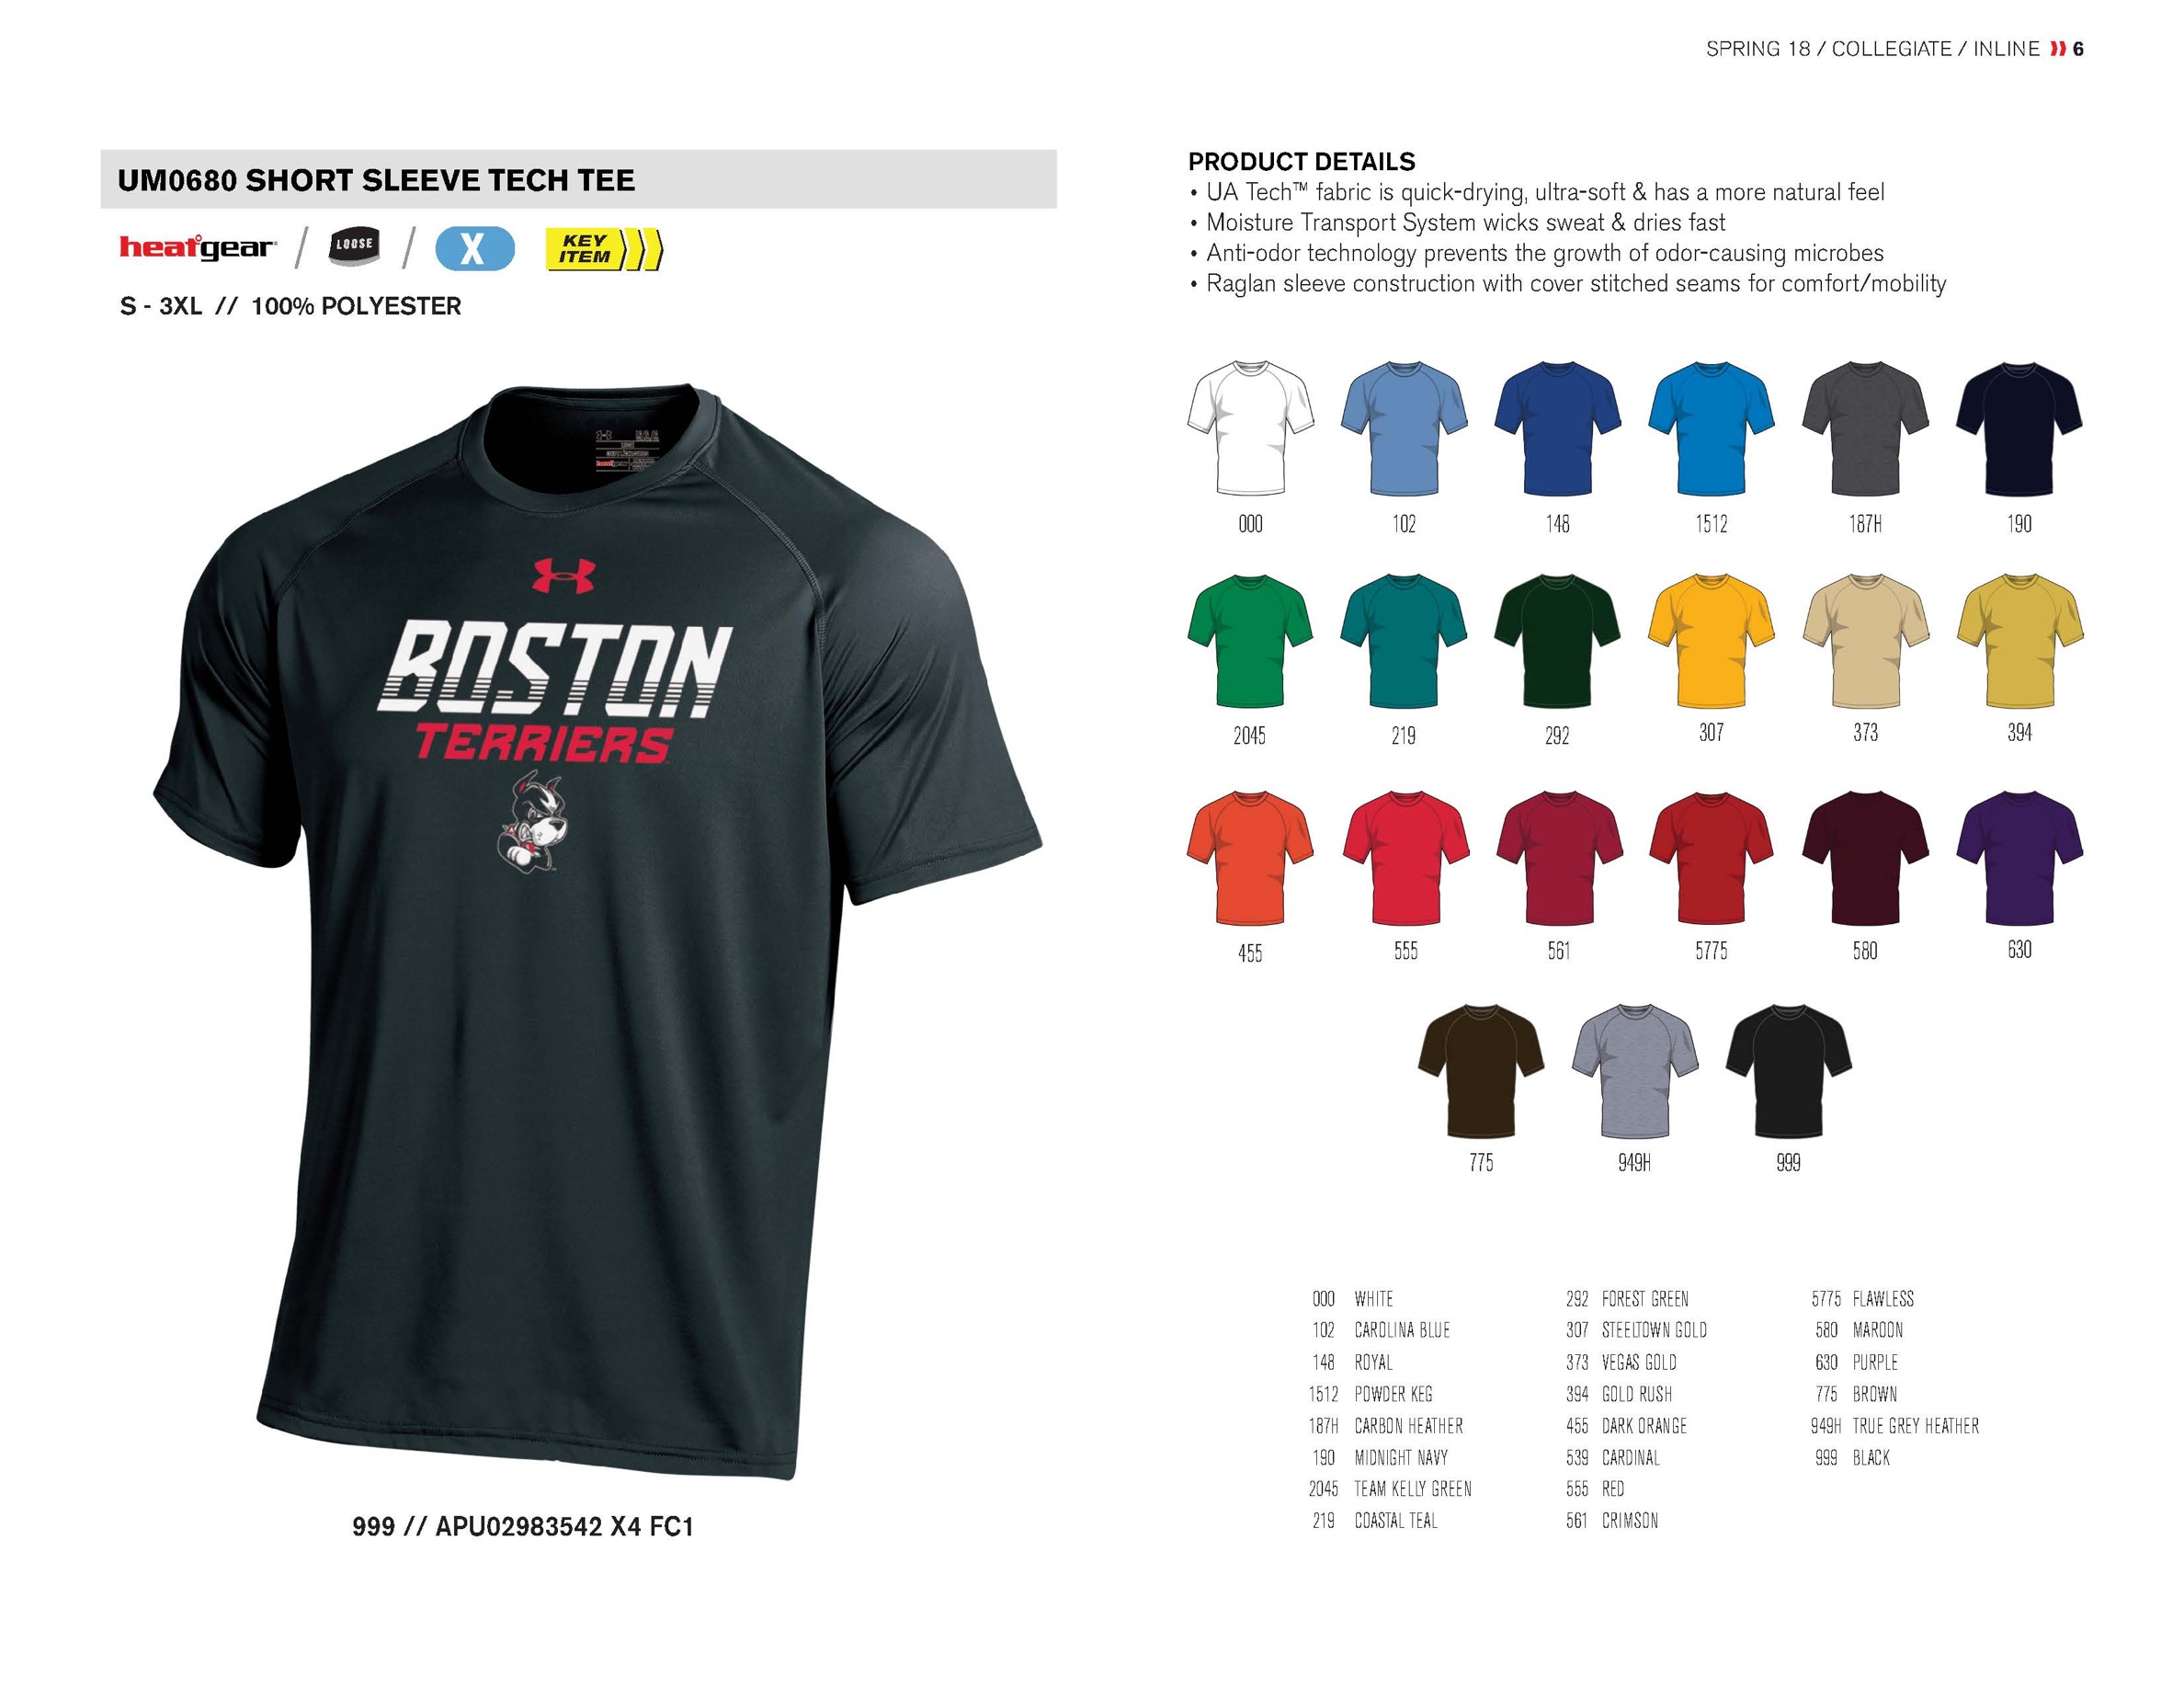 SPRING 18 / COLLEGIATE / INLINE 6
UM0680 SHORT SLEEVE TECH TEE
heatgear / LOOSE / X KEY ITEM
S - 3XL // 100% POLYESTER
BOSTON
TERRIERS
999 // APU02983542 X4 FC1
PRODUCT DETAILS
• UA Tech™ fabric is quick-drying, ultra-soft & has a more natural feel
• Moisture Transport System wicks sweat & dries fast
• Anti-odor technology prevents the growth of odor-causing microbes
• Raglan sleeve construction with cover stitched seams for comfort/mobility
000 102 148 1512 187H 190
2045 219 292 307 373 394
455 555 561 5775 580 630
775 949H 999
000 WHITE
102 CAROLINA BLUE
148 ROYAL
1512 POWDER KEG
187H CARBON HEATHER
190 MIDNIGHT NAVY
2045 TEAM KELLY GREEN
219 COASTAL TEAL
292 FOREST GREEN
307 STEELTOWN GOLD
373 VEGAS GOLD
394 GOLD RUSH
455 DARK ORANGE
539 CARDINAL
555 RED
561 CRIMSON
5775 FLAWLESS
580 MAROON
630 PURPLE
775 BROWN
949H TRUE GREY HEATHER
999 BLACK